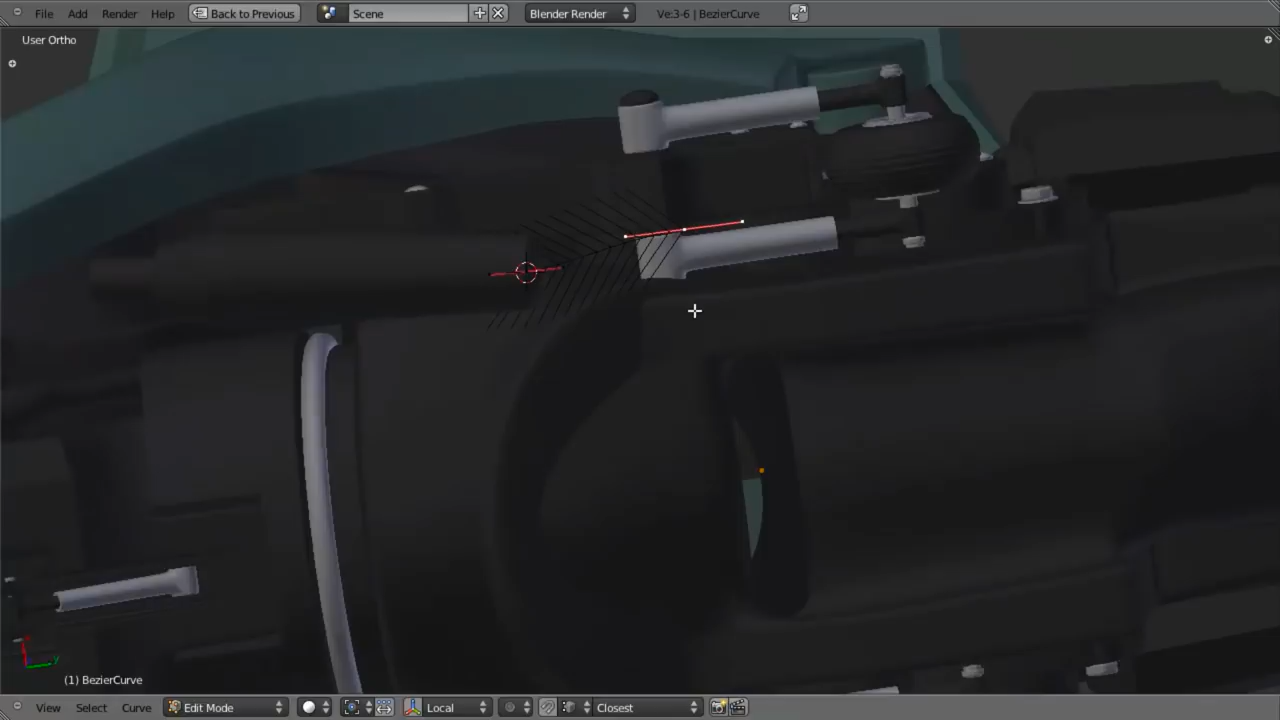 File Add Render Help Back to Previous Scene Blender Render Ve:3-6 | BezierCurve
User Ortho
(1) BezierCurve
View Select Curve Edit Mode Local Closest